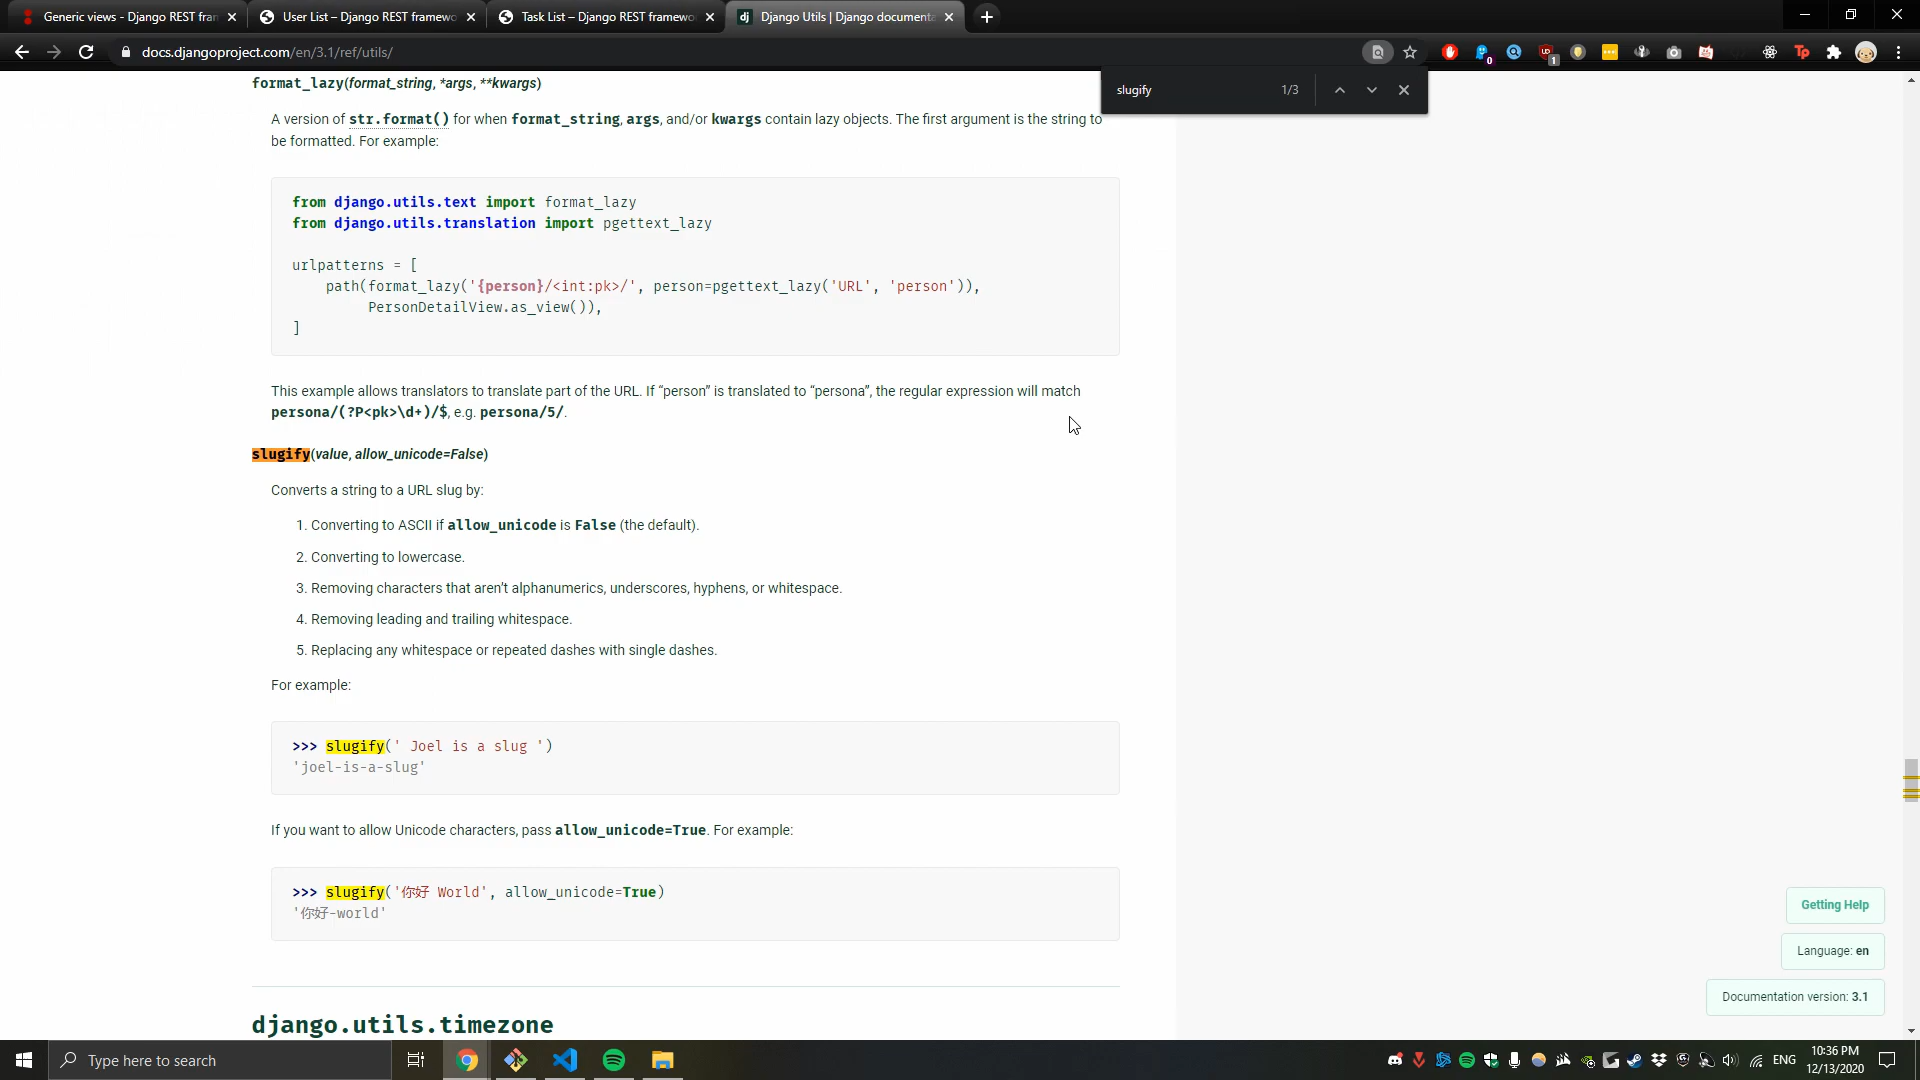 Generic views - Django REST fran
User List – Django REST framewo
Task List – Django REST framewo
Django Utils | Django documenta
docs.djangoproject.com/en/3.1/ref/utils/
0
1
slugify
1/3
format_lazy(format_string, *args, **kwargs)
A version of str.format() for when format_string, args, and/or kwargs contain lazy objects. The first argument is the string to
be formatted. For example:
from django.utils.text import format_lazy
from django.utils.translation import pgettext_lazy
urlpatterns = [
path(format_lazy('{person}/<int:pk>/', person=pgettext_lazy('URL', 'person')),
PersonDetailView.as_view()),
]
This example allows translators to translate part of the URL. If “person” is translated to “persona”, the regular expression will match
persona/(?P<pk>\d+)/$, e.g. persona/5/.
slugify(value, allow_unicode=False)
Converts a string to a URL slug by:
1. Converting to ASCII if allow_unicode is False (the default).
2. Converting to lowercase.
3. Removing characters that aren’t alphanumerics, underscores, hyphens, or whitespace.
4. Removing leading and trailing whitespace.
5. Replacing any whitespace or repeated dashes with single dashes.
For example:
>>> slugify(' Joel is a slug ')
'joel-is-a-slug'
If you want to allow Unicode characters, pass allow_unicode=True. For example:
>>> slugify('你好 World', allow_unicode=True)
'你好-world'
Getting Help
Language: en
Documentation version: 3.1
django.utils.timezone
Type here to search
ENG
10:36 PM
12/13/2020